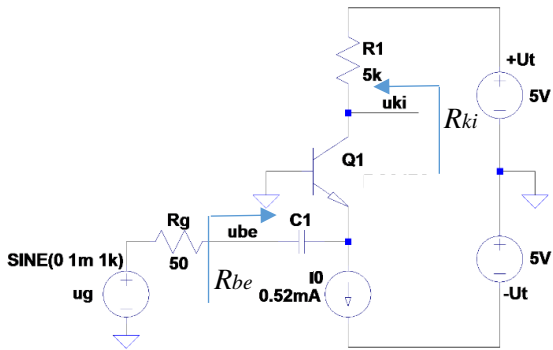 R1
5k
+Ut
5V
uki
Rki
Q1
Rg
ube
C1
SINE(0 1m 1k)
50
ug
Rbe
I0
0.52mA
5V
-Ut